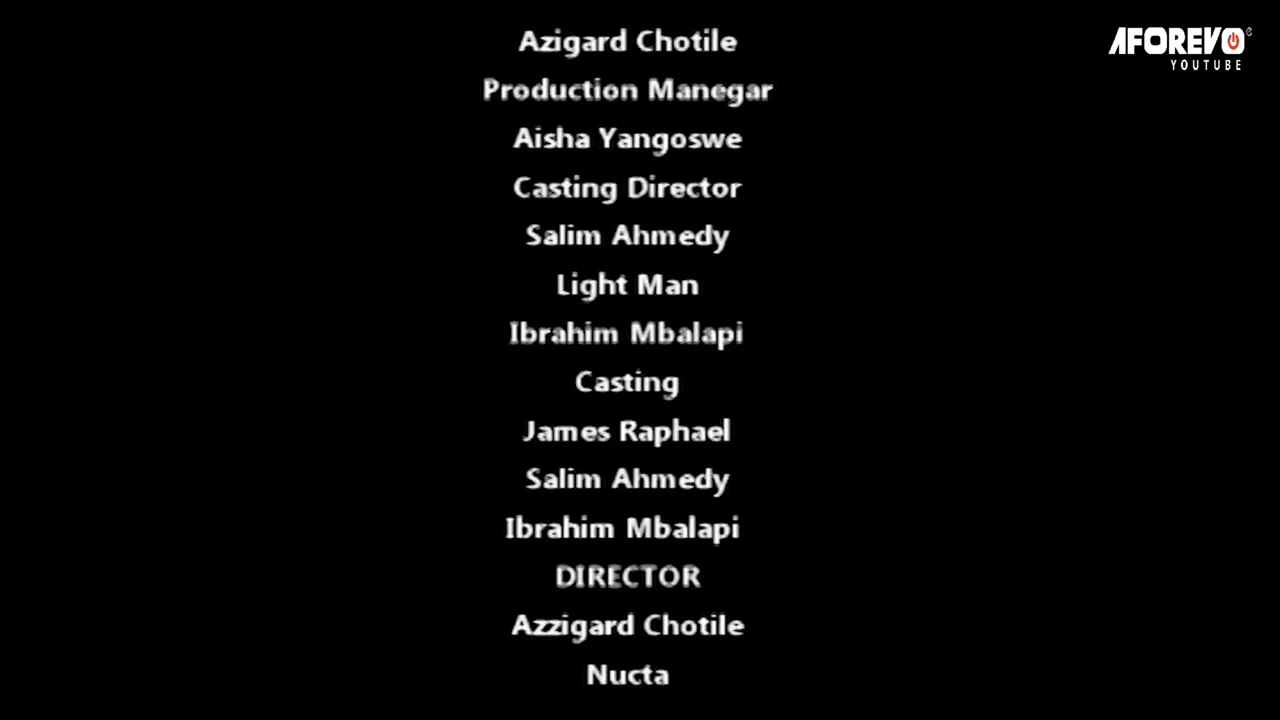 Azigard Chotile
Production Manegar
Aisha Yangoswe
Casting Director
Salim Ahmedy
Light Man
Ibrahim Mbalapi
Casting
James Raphael
Salim Ahmedy
Ibrahim Mbalapi
DIRECTOR
Azzigard Chotile
Nucta
AFOREVO
YOUTUBE